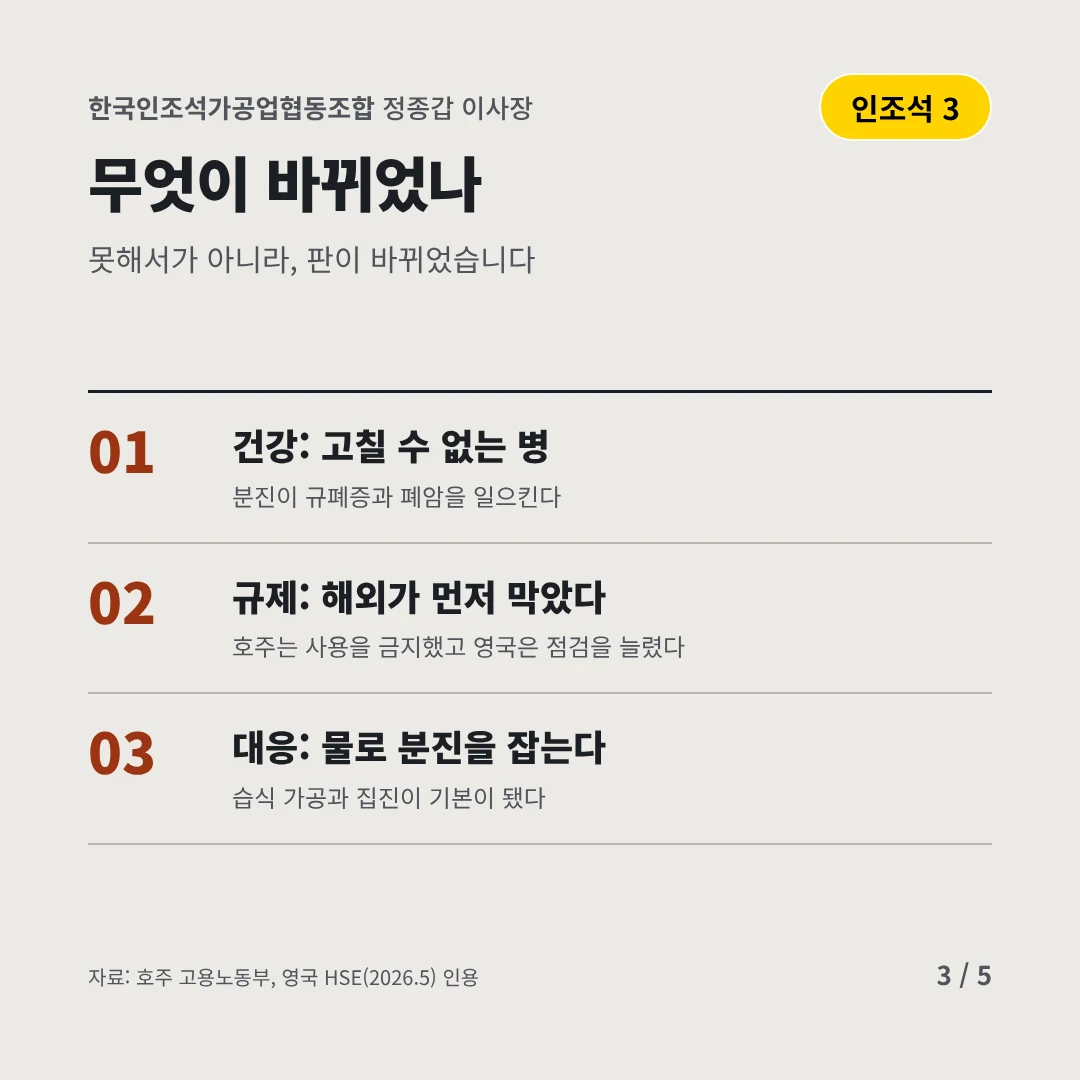 한국인조석가공업협동조합 정종갑 이사장
인조석 3
무엇이 바뀌었나
못해서가 아니라, 판이 바뀌었습니다
01
건강: 고칠 수 없는 병
분진이 규폐증과 폐암을 일으킨다
02
규제: 해외가 먼저 막았다
호주는 사용을 금지했고 영국은 점검을 늘렸다
03
대응: 물로 분진을 잡는다
습식 가공과 집진이 기본이 됐다
자료: 호주 고용노동부, 영국 HSE(2026.5) 인용
3 / 5